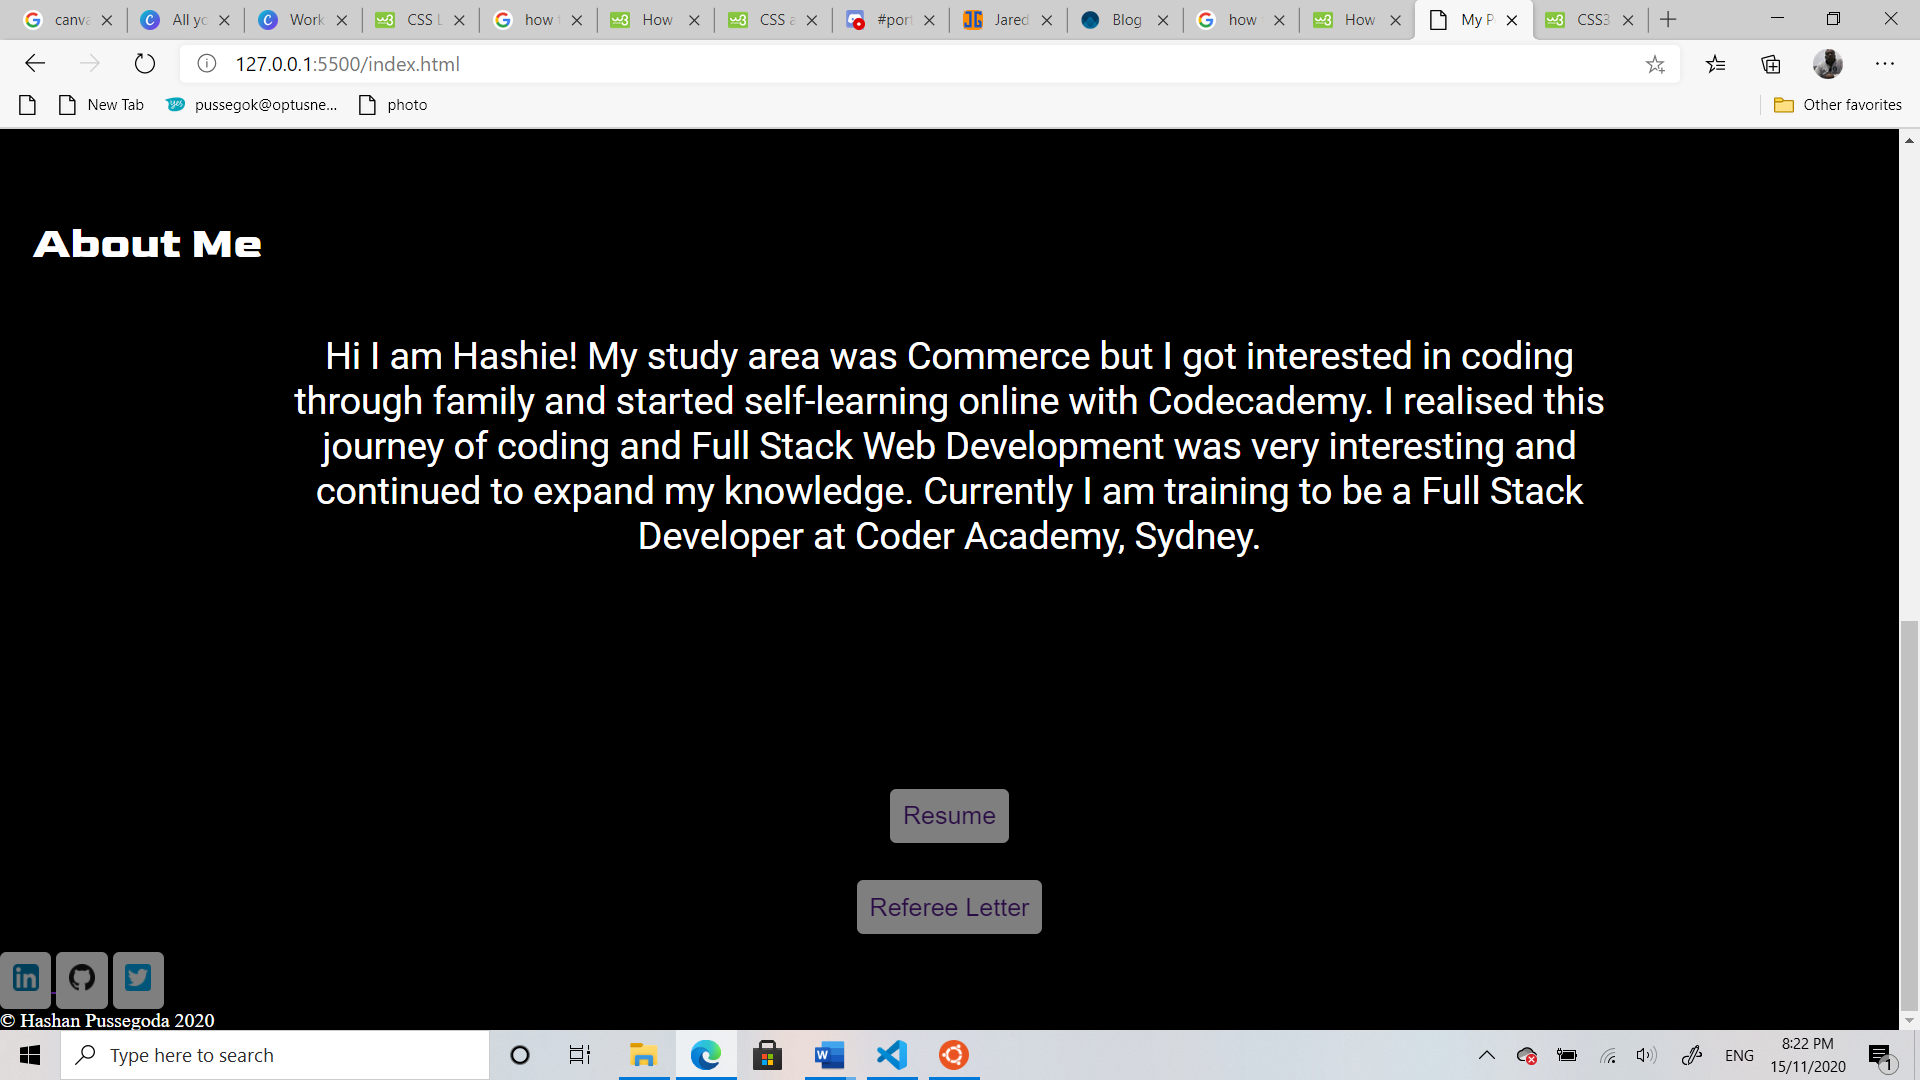 canva
All yo
Work
CSS L
how t
How
CSS a
#port
Jared
Blog
how
How
My P
CSS3
127.0.0.1:5500/index.html
New Tab
yes
pussegok@optusne...
photo
Other favorites
About Me
Hi I am Hashie! My study area was Commerce but I got interested in coding
through family and started self-learning online with Codecademy. I realised this
journey of coding and Full Stack Web Development was very interesting and
continued to expand my knowledge. Currently I am training to be a Full Stack
Developer at Coder Academy, Sydney.
Resume
Referee Letter
© Hashan Pussegoda 2020
Type here to search
ENG
8:22 PM
15/11/2020
1